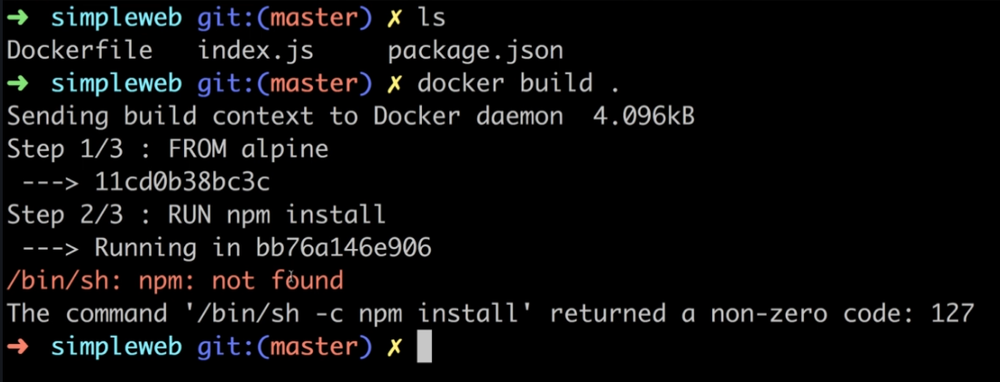 ➜ simpleweb git:(master) ✗ ls
Dockerfile index.js package.json
➜ simpleweb git:(master) ✗ docker build .
Sending build context to Docker daemon 4.096kB
Step 1/3 : FROM alpine
---> 11cd0b38bc3c
Step 2/3 : RUN npm install
---> Running in bb76a146e906
/bin/sh: npm: not found
The command '/bin/sh -c npm install' returned a non-zero code: 127
➜ simpleweb git:(master) ✗